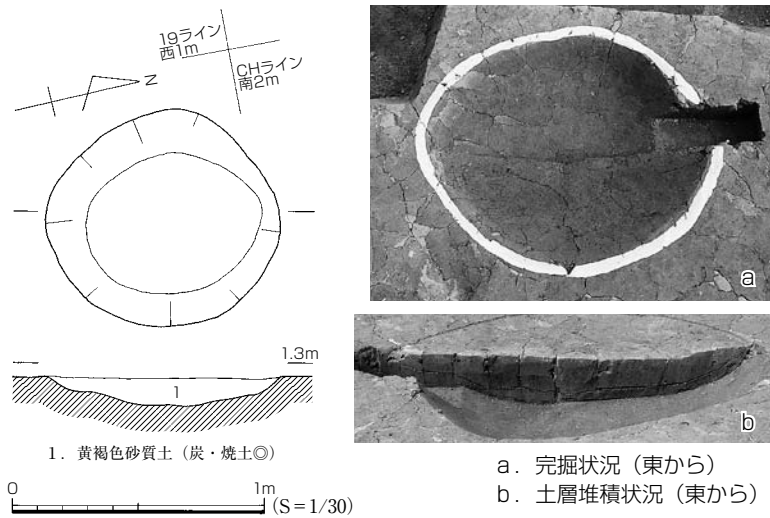 19ライン
西1m
CHライン
南2m
N
a
1.3m
1
b
1. 黄褐色砂質土（炭・焼土◎）
0 1m (S=1/30)
a. 完掘状況（東から）
b. 土層堆積状況（東から）